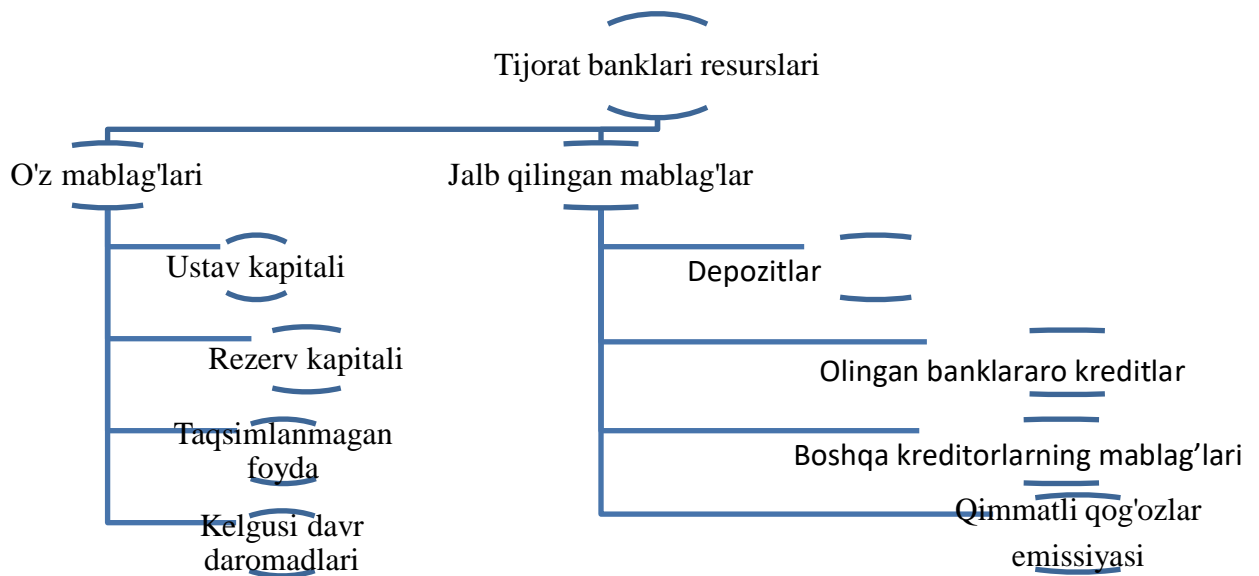 Tijorat banklari resurslari
O'z mablag'lari
Jalb qilingan mablag'lar
Ustav kapitali
Rezerv kapitali
Taqsimlanmagan
foyda
Kelgusi davr
daromadlari
Depozitlar
Olingan banklararo kreditlar
Boshqa kreditorlarning mablag’lari
Qimmatli qog'ozlar
emissiyasi